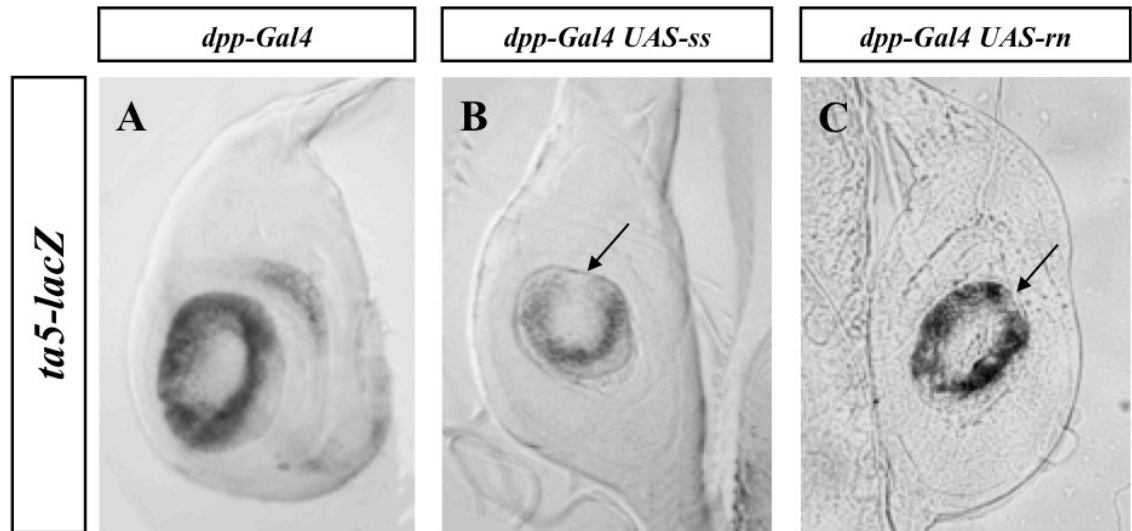 dpp-Gal4
dpp-Gal4 UAS-ss
dpp-Gal4 UAS-rn
ta5-lacZ
A
B
C